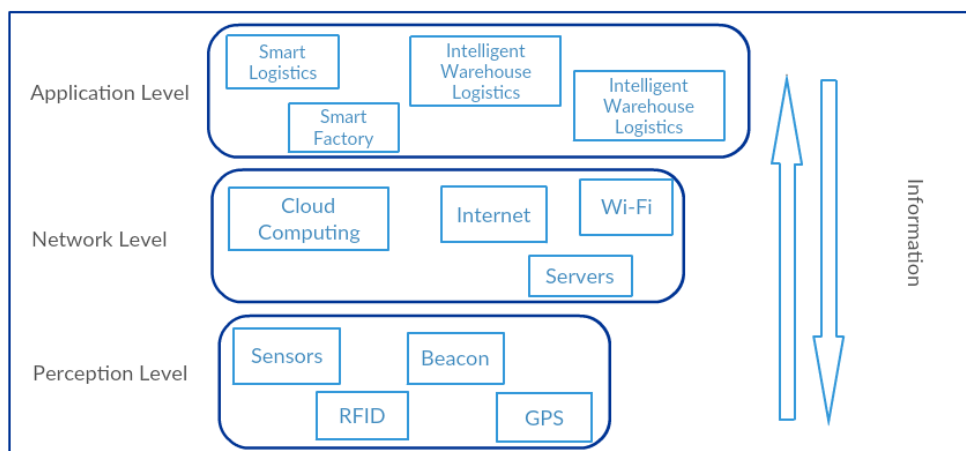 Application Level
Smart
Logistics
Intelligent
Warehouse
Logistics
Intelligent
Warehouse
Logistics
Smart
Factory
Network Level
Cloud
Computing
Internet
Wi-Fi
Servers
Perception Level
Sensors
Beacon
RFID
GPS
Information